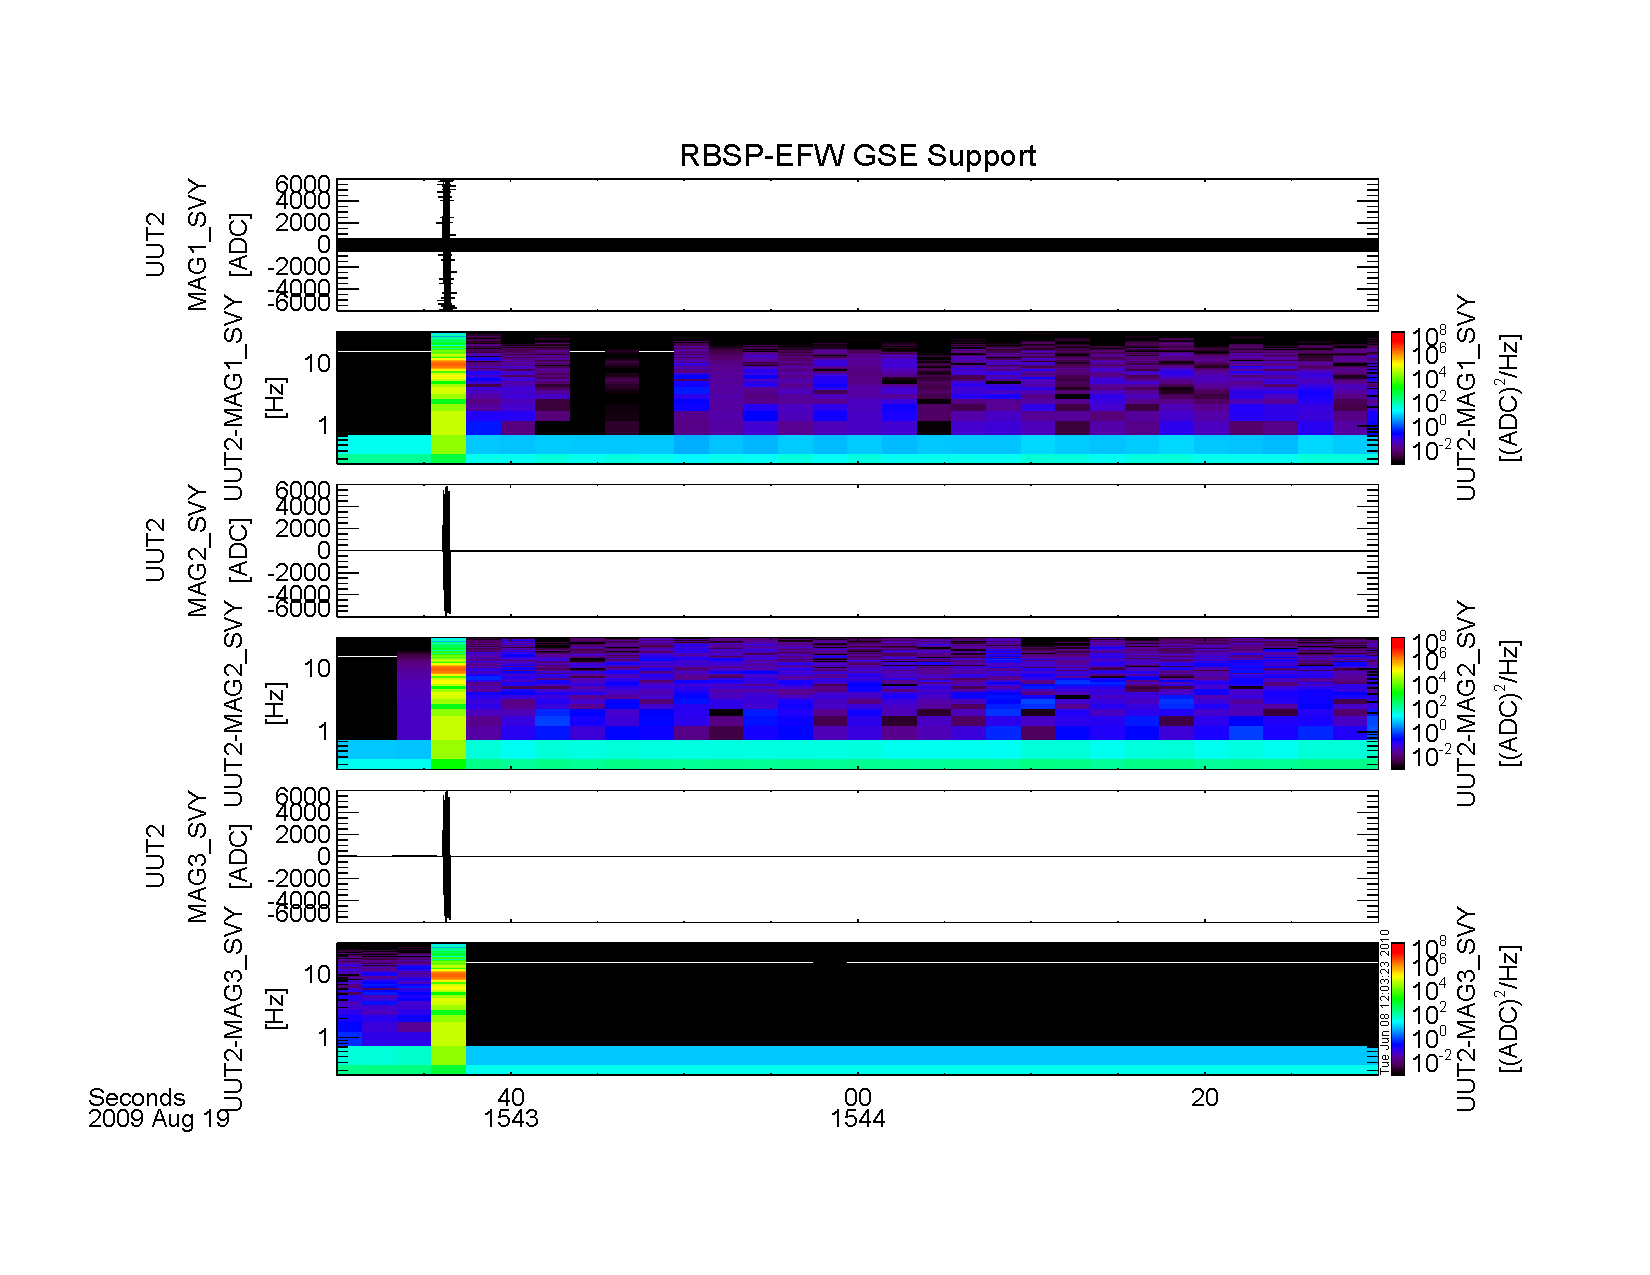 RBSP-EFW GSE Support
UUT2
MAG1_SVY
[ADC]
6000
4000
2000
0
-2000
-4000
-6000
UUT2-MAG1_SVY
[Hz]
10
1
10^8
10^6
10^4
10^2
10^0
10^-2
UUT2-MAG1_SVY
[(ADC)^2/Hz]
UUT2
MAG2_SVY
[ADC]
6000
4000
2000
0
-2000
-4000
-6000
UUT2-MAG2_SVY
[Hz]
10
1
10^8
10^6
10^4
10^2
10^0
10^-2
UUT2-MAG2_SVY
[(ADC)^2/Hz]
UUT2
MAG3_SVY
[ADC]
6000
4000
2000
0
-2000
-4000
-6000
UUT2-MAG3_SVY
[Hz]
10
1
10^8
10^6
10^4
10^2
10^0
10^-2
UUT2-MAG3_SVY
[(ADC)^2/Hz]
Tue Jun 08 12:03:23 2010
Seconds 40 00 20
2009 Aug 19 1543 1544